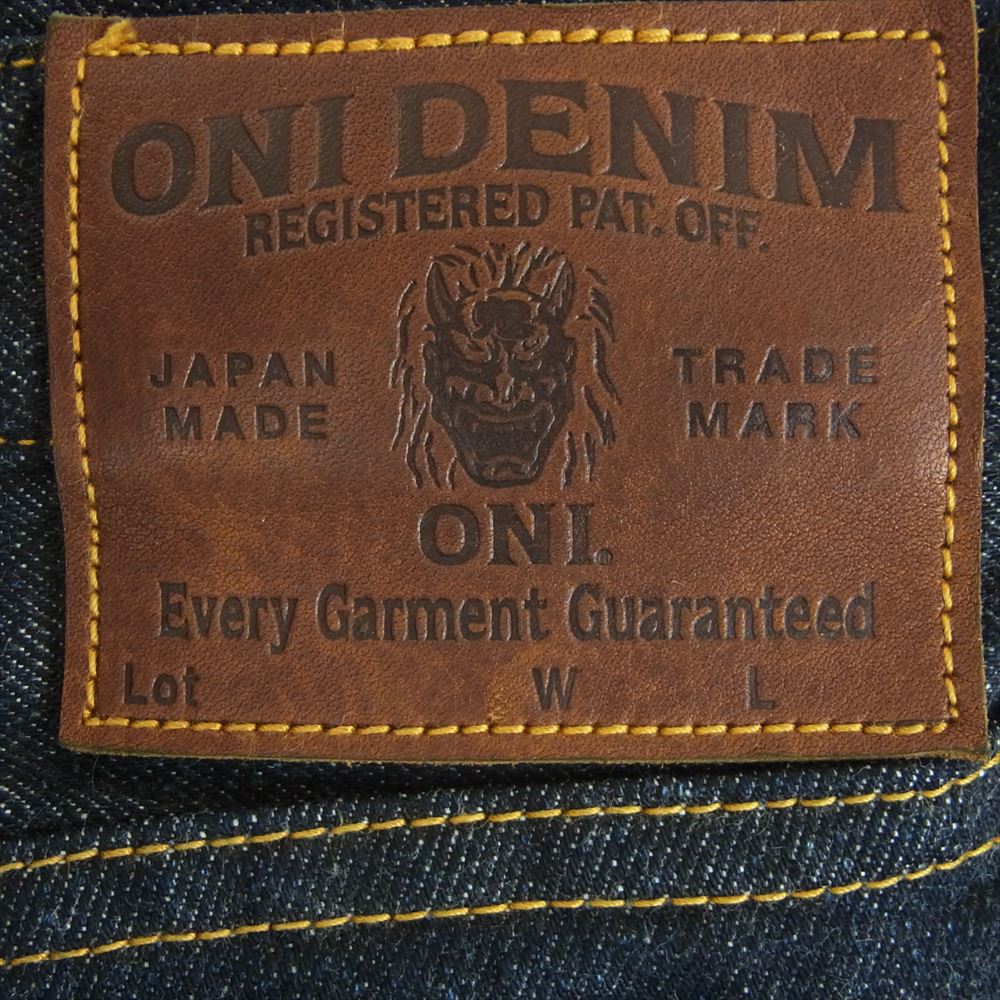 ONI DENIM
REGISTERED PAT. OFF.
JAPAN
MADE
TRADE
MARK
ONI.®
Every Garment Guaranteed
Lot W L